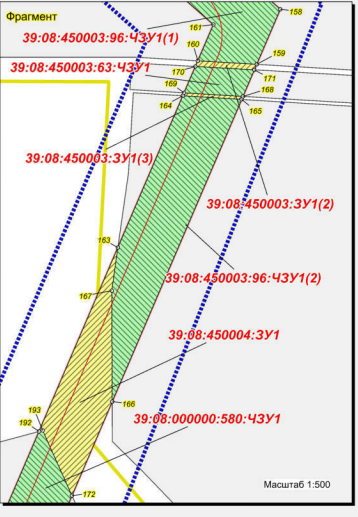 Фрагмент
158
161
39:08:450003:96:ЧЗУ1(1)
160
159
39:08:450003:63:ЧЗУ1
170
171
169
168
164
165
39:08:450003:ЗУ1(3)
39:08:450003:ЗУ1(2)
163
39:08:450003:96:ЧЗУ1(2)
167
39:08:450004:ЗУ1
166
193
39:08:000000:580:ЧЗУ1
192
Масштаб 1:500
172